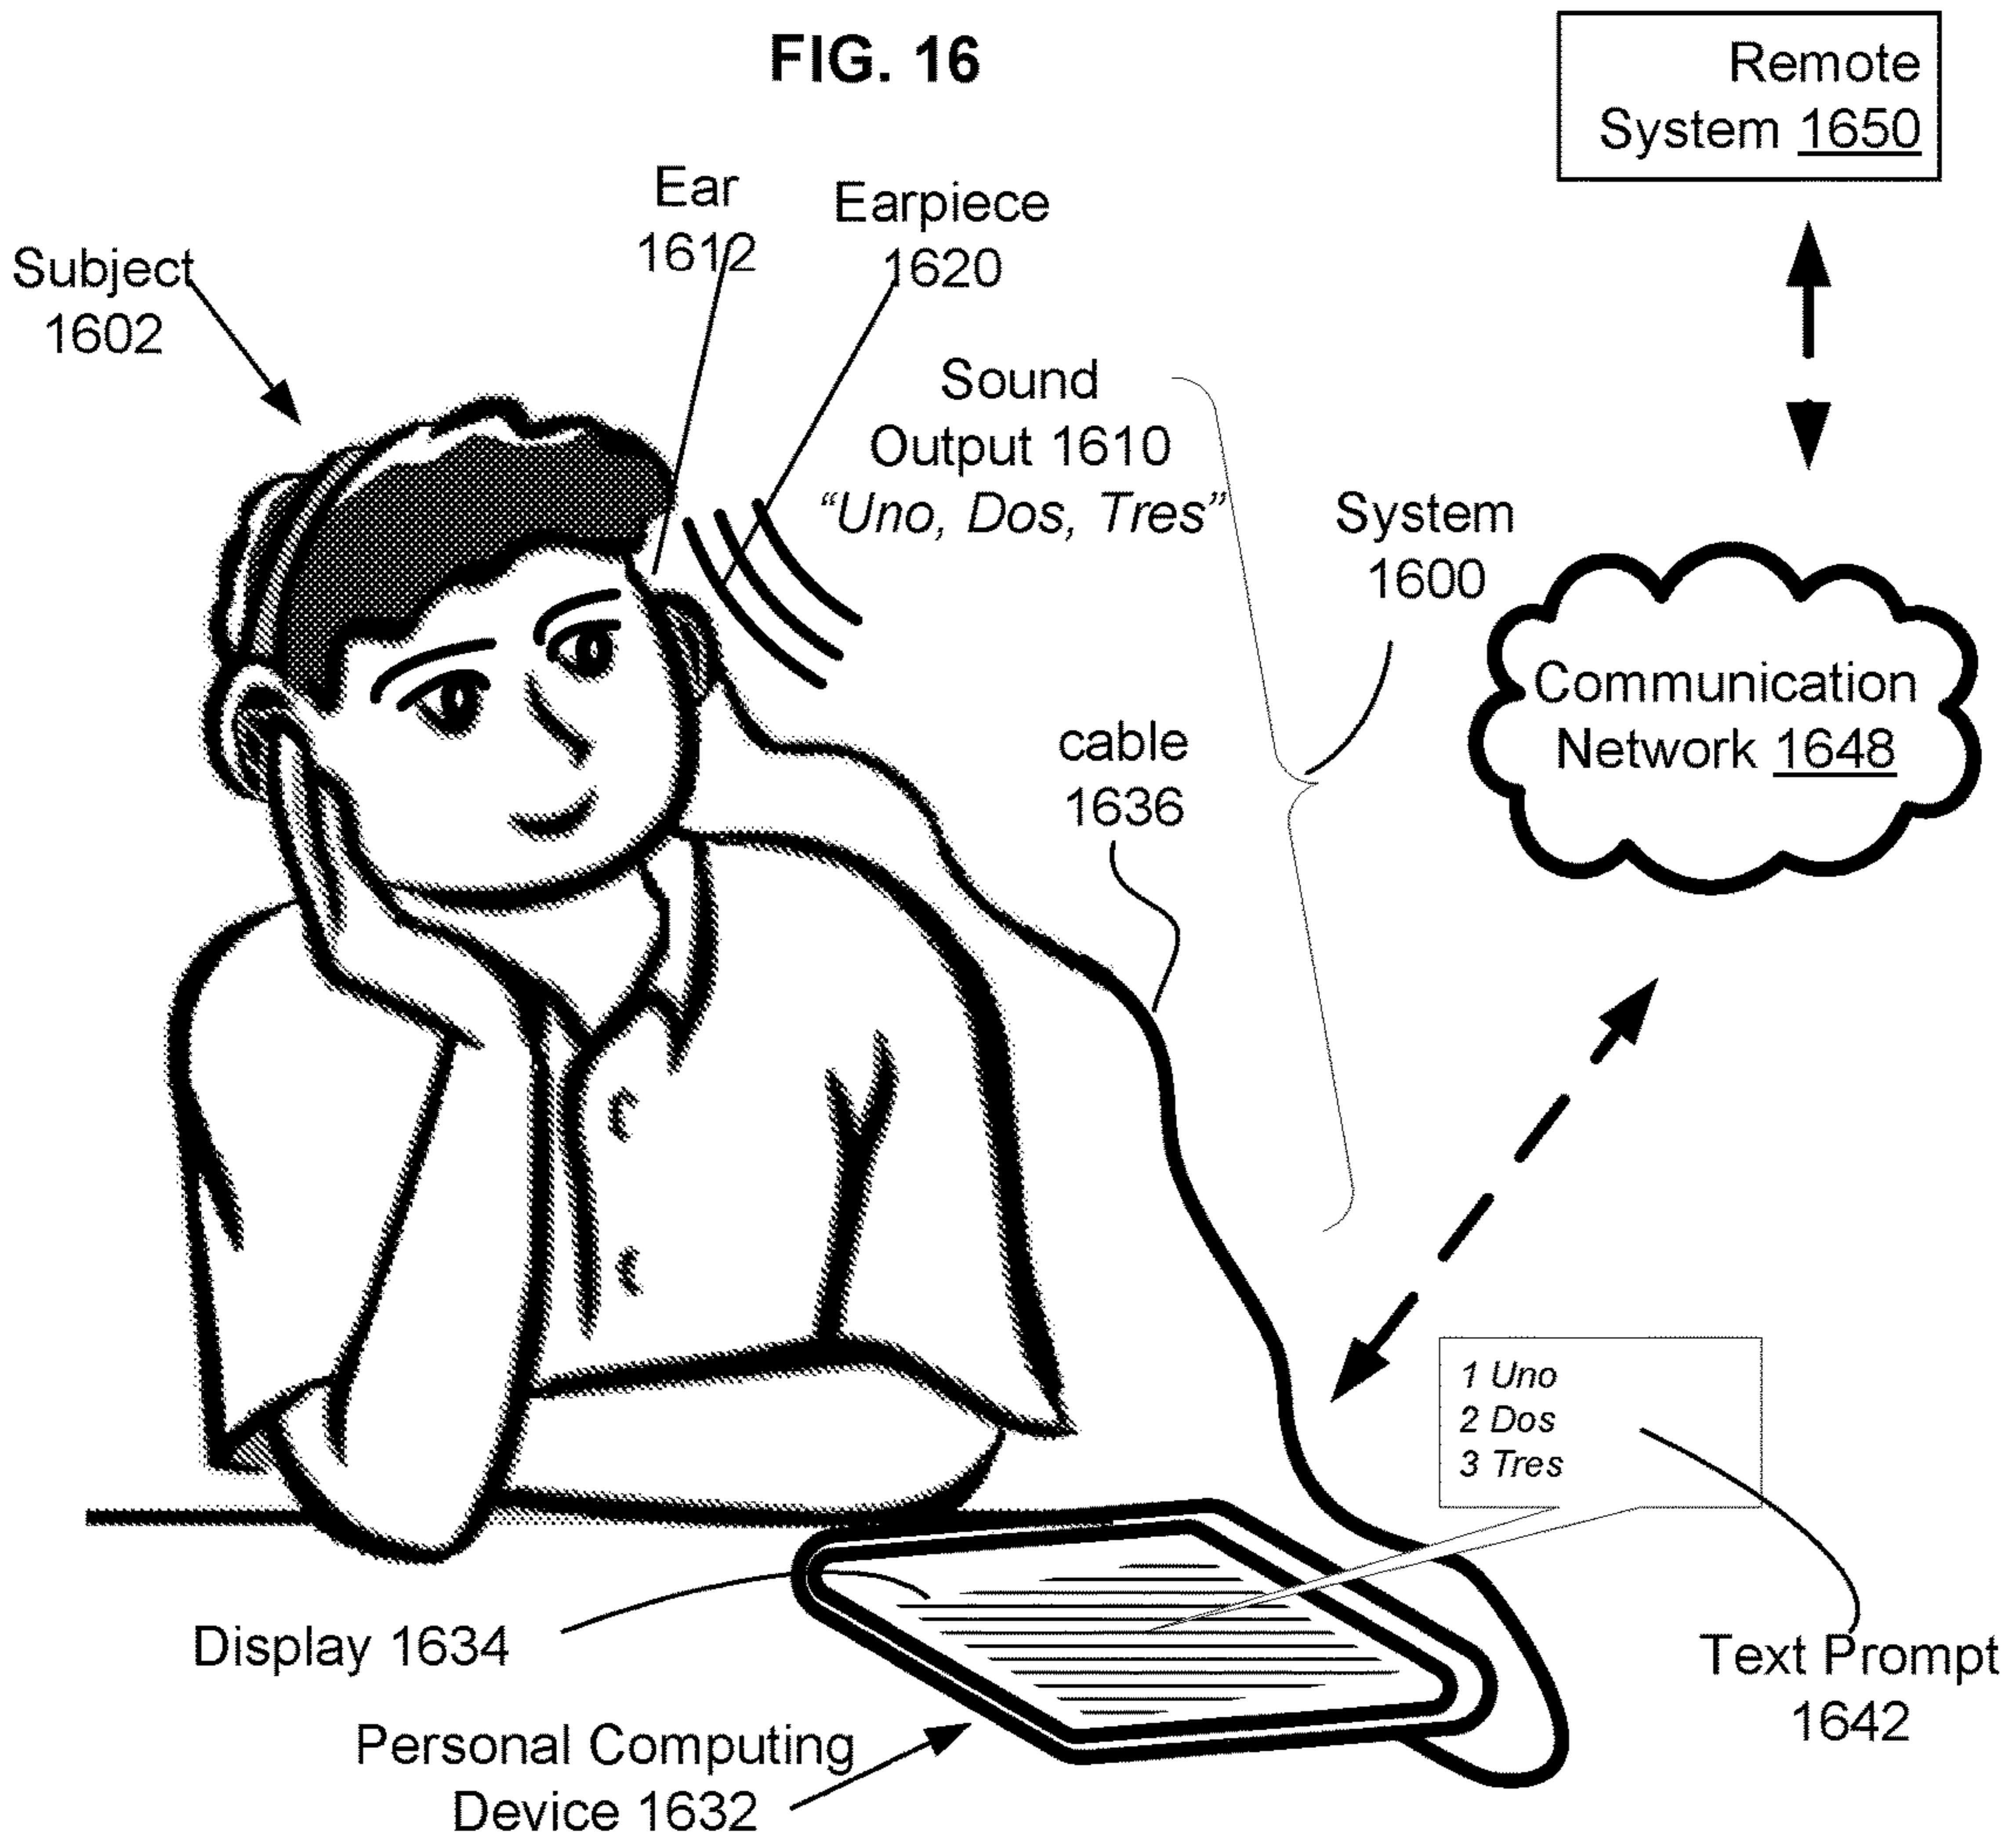 FIG. 16
Remote
System 1650
Ear
1612
Earpiece
1620
Subject
1602
Sound
Output 1610
“Uno, Dos, Tres”
System
1600
Communication
Network 1648
cable
1636
1 Uno
2 Dos
3 Tres
Display 1634
Text Prompt
1642
Personal Computing
Device 1632